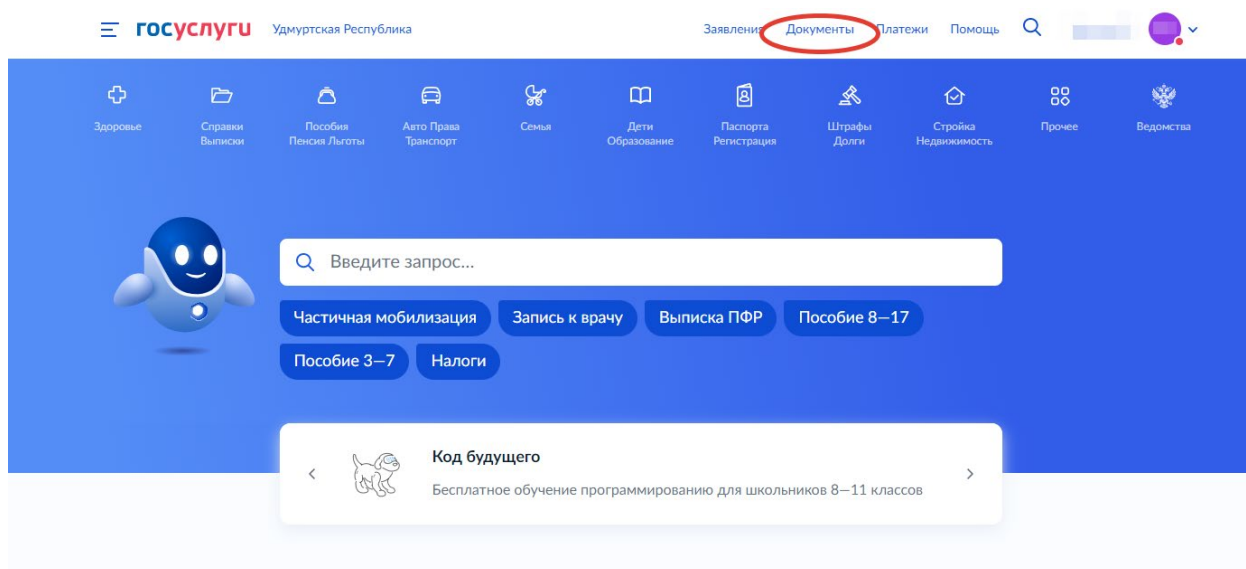 госуслуги Удмуртская Республика Заявления Документы Платежи Помощь
Здоровье Справки Пособия Авто Права Семья Дети Паспорта Штрафы Стройка Прочее Ведомства
Выписки Пенсия Льготы Транспорт Образование Регистрация Долги Недвижимость
Введите запрос...
Частичная мобилизация Запись к врачу Выписка ПФР Пособие 8—17
Пособие 3—7 Налоги
Код будущего
Бесплатное обучение программированию для школьников 8—11 классов